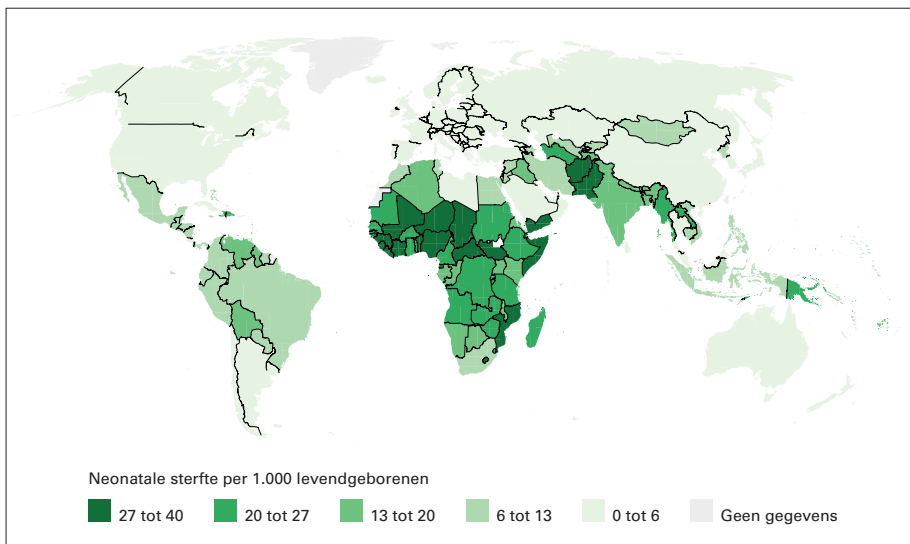 Neonatale sterfte per 1.000 levendgeborenen
27 tot 40 20 tot 27 13 tot 20 6 tot 13 0 tot 6 Geen gegevens